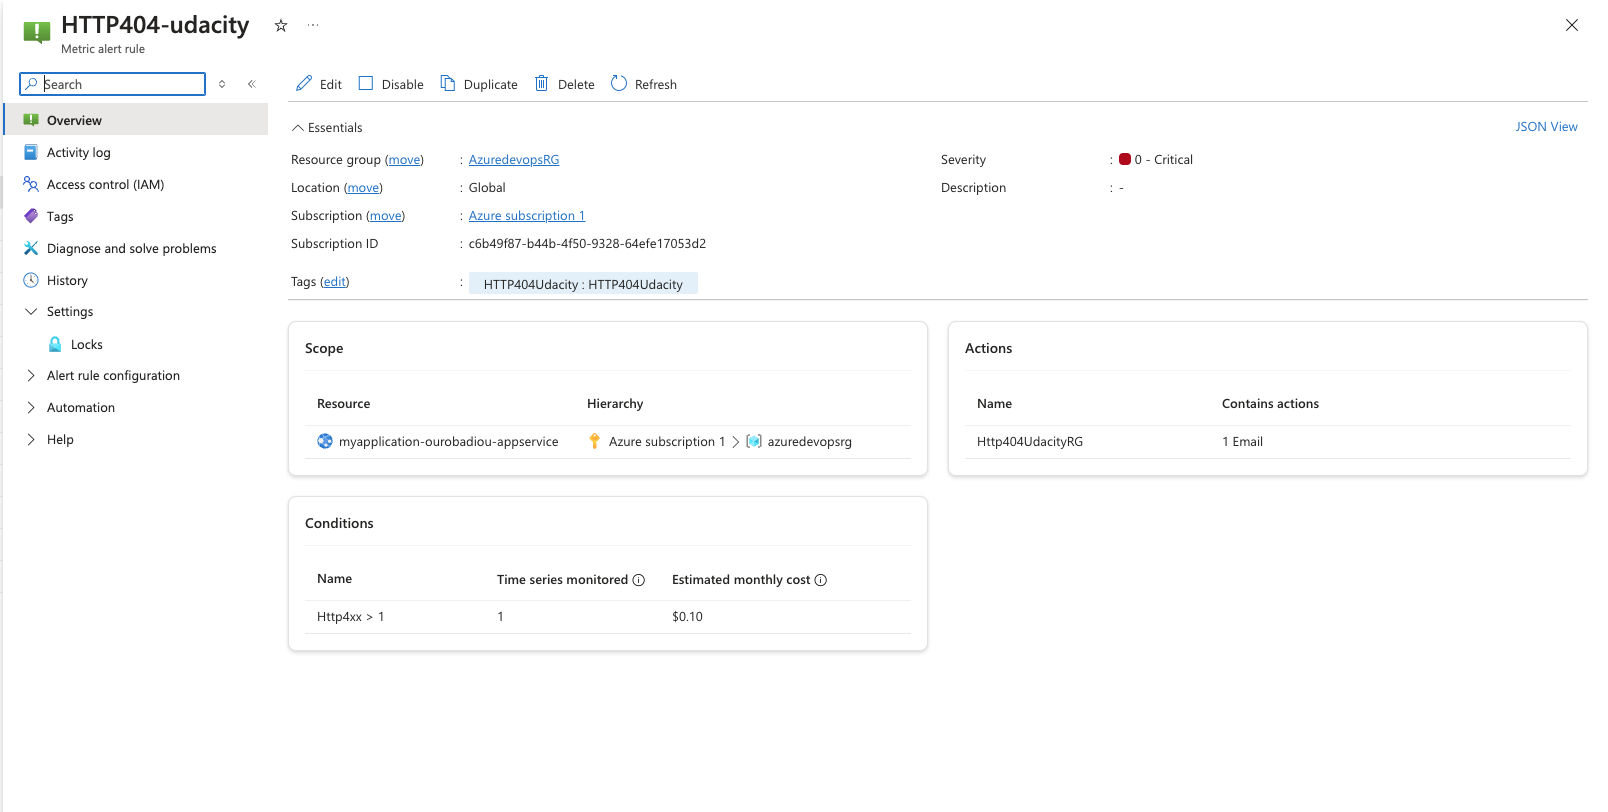 HTTP404-udacity
Metric alert rule
Search
Edit Disable Duplicate Delete Refresh
Overview
Activity log
Access control (IAM)
Tags
Diagnose and solve problems
History
Settings
Locks
Alert rule configuration
Automation
Help
Essentials
JSON View
Resource group (move) : AzuredevopsRG
Location (move) : Global
Subscription (move) : Azure subscription 1
Subscription ID : c6b49f87-b44b-4f50-9328-64efe17053d2
Tags (edit) : HTTP404Udacity : HTTP404Udacity
Severity : 0 - Critical
Description : -
Scope
Resource Hierarchy
myapplication-ourobadiou-appservice Azure subscription 1 > azuredevopsrg
Actions
Name Contains actions
Http404UdacityRG 1 Email
Conditions
Name Time series monitored Estimated monthly cost
Http4xx > 1 1 $0.10